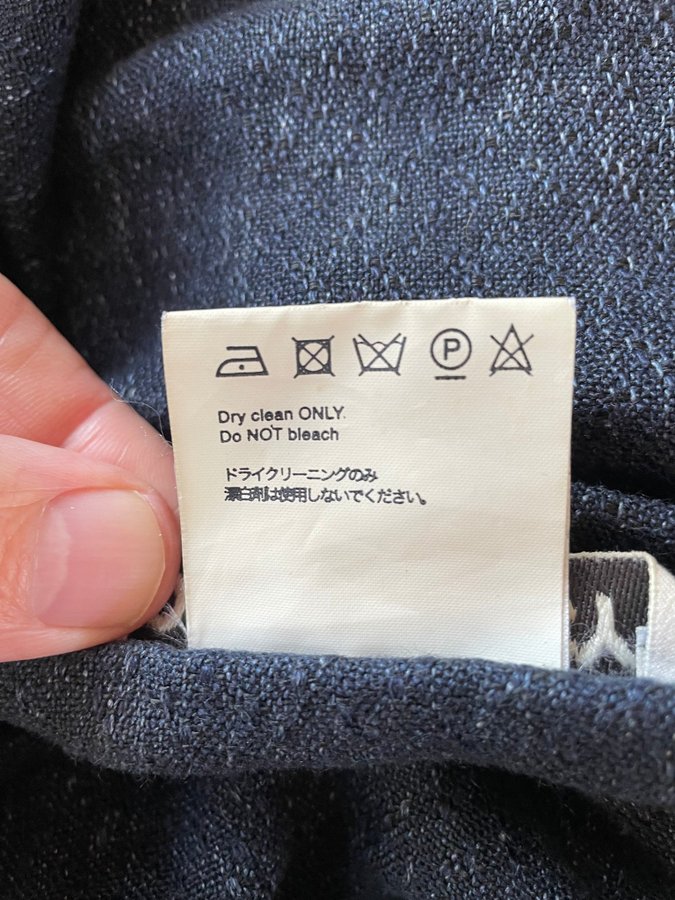 P
Dry clean ONLY.
Do NOT bleach
ドライクリーニングのみ
漂白剤は使用しないでください。